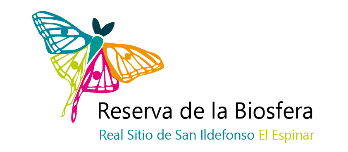 Reserva de la Biosfera
Real Sitio de San Ildefonso El Espinar